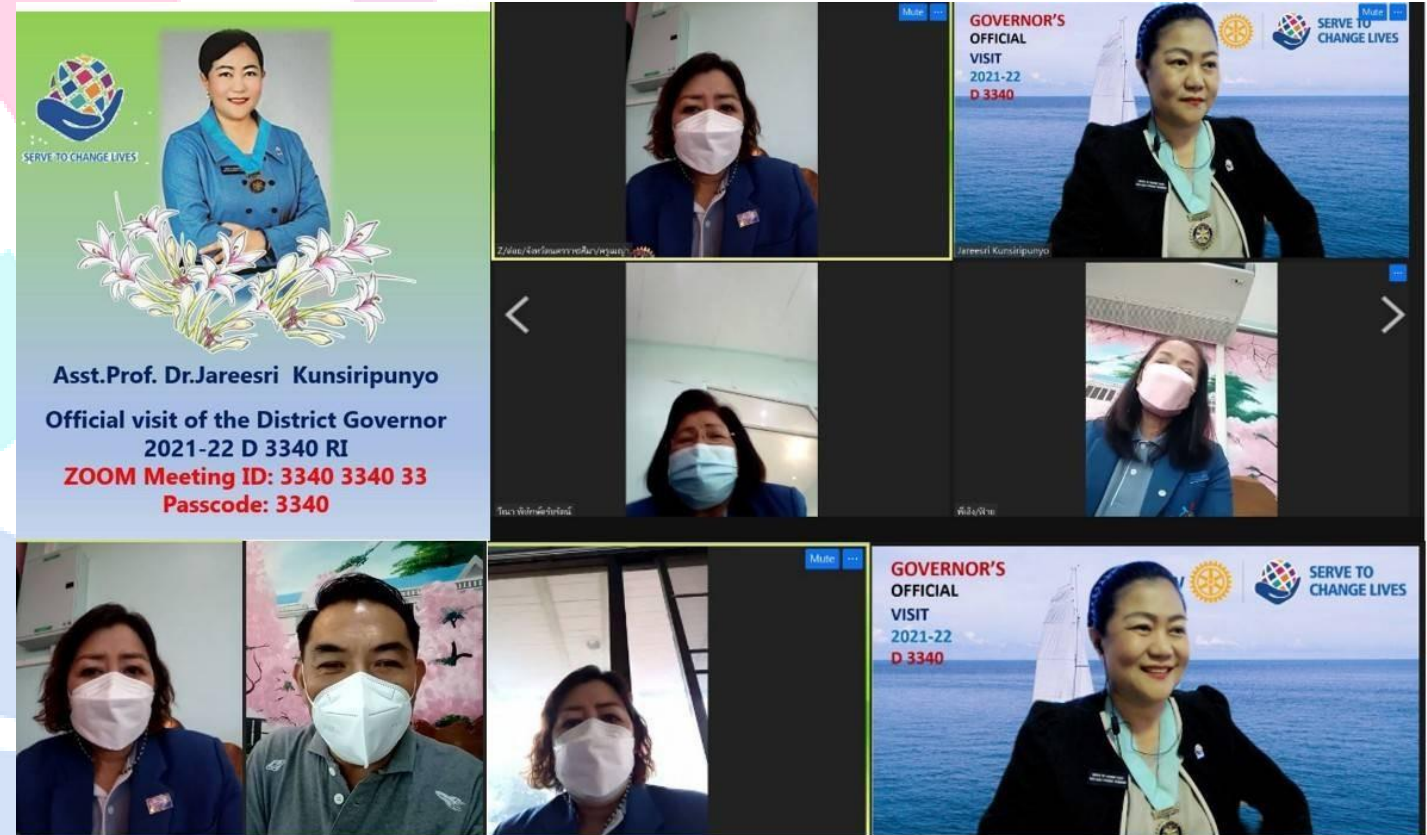 SERVE TO CHANGE LIVES
Asst.Prof. Dr.Jareesri Kunsiripunyo
Official visit of the District Governor
2021-22 D 3340 RI
ZOOM Meeting ID: 3340 3340 33
Passcode: 3340
Mute
GOVERNOR'S
OFFICIAL
VISIT
2021-22
D 3340
SERVE TO
CHANGE LIVES
Mute
Jareesri Kunsiripunyo
Mute
GOVERNOR'S
OFFICIAL
VISIT
2021-22
D 3340
SERVE TO
CHANGE LIVES